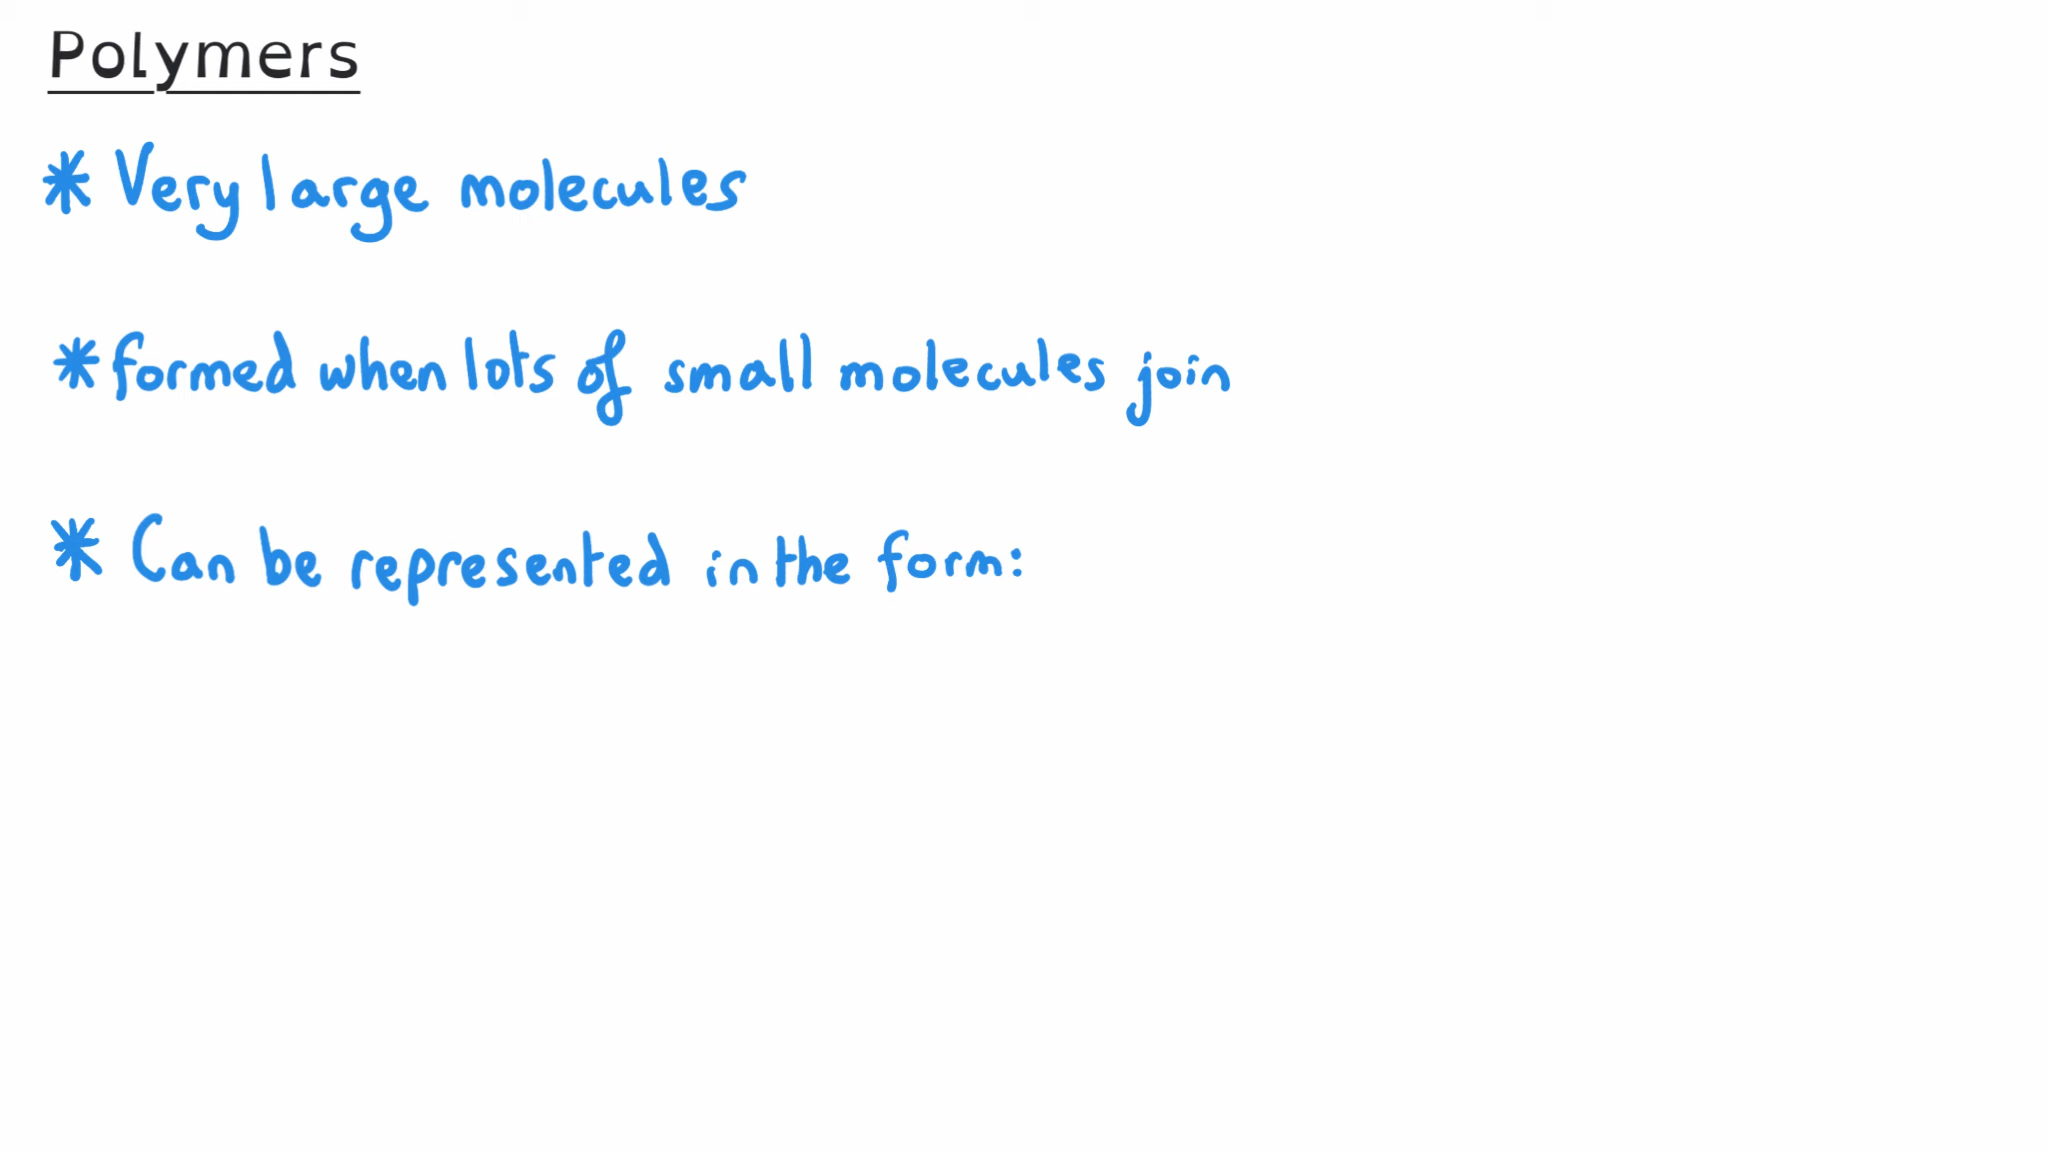 Polymers
* Very large molecules
* formed when lots of small molecules join
* Can be represented in the form: